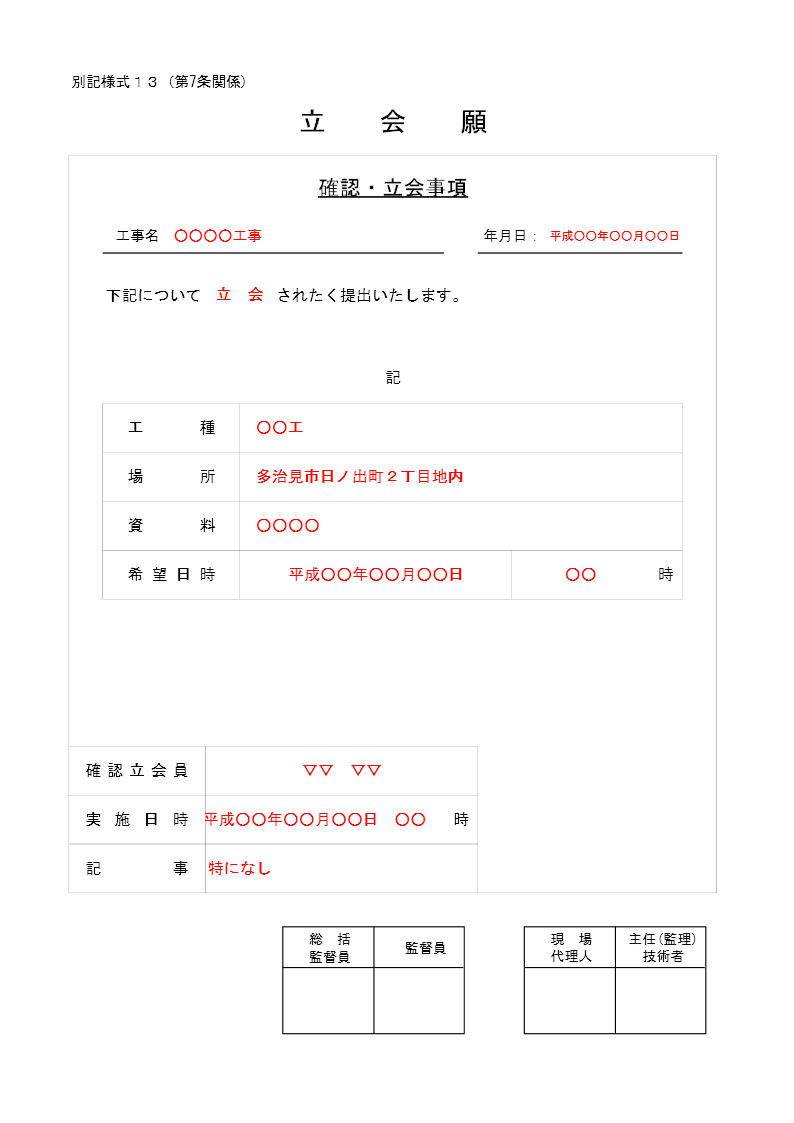 別記様式１３（第7条関係）
立　会　願
確認・立会事項
工事名　〇〇〇〇工事　年月日：　平成〇〇年〇〇月〇〇日
下記について　立　会　されたく提出いたします。
記
工　種　〇〇工
場　所　多治見市日ノ出町２丁目地内
資　料　〇〇〇〇
希望日時　平成〇〇年〇〇月〇〇日　〇〇　時
確認立会員　▽▽　▽▽
実施日時　平成〇〇年〇〇月〇〇日　〇〇　時
記　事　特になし
総　括　監督員　現　場　主任(監理)
監督員　代理人　技術者